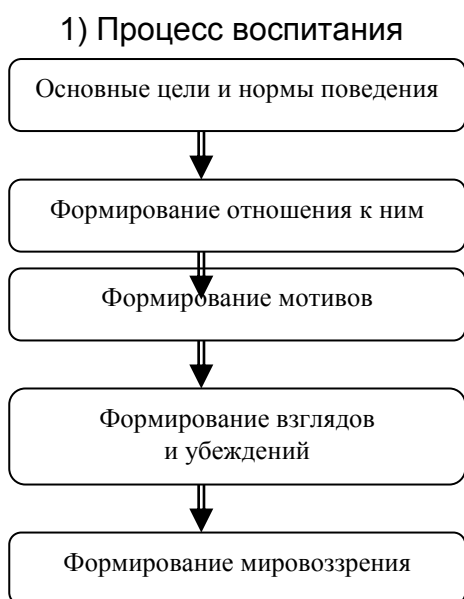 1) Процесс воспитания
Основные цели и нормы поведения
Формирование отношения к ним
Формирование мотивов
Формирование взглядов
и убеждений
Формирование мировоззрения